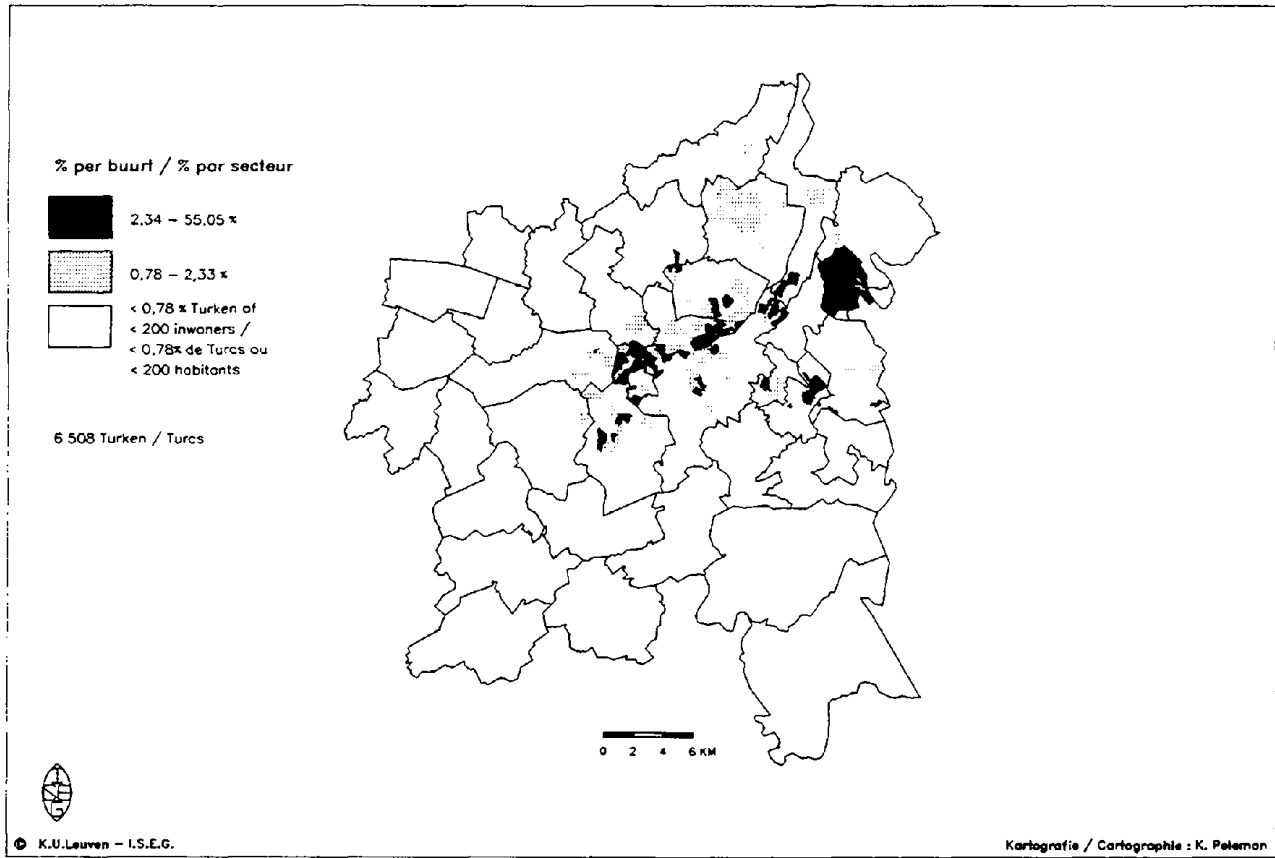 % per buurt / % par secteur
2,34 – 55,05 %
0,78 – 2,33 %
< 0,78 % Turken of
< 200 inwoners /
< 0,78% de Turcs ou
< 200 habitants
6 508 Turken / Turcs
0 2 4 6 KM
I
SE
G
© K.U.Leuven – I.S.E.G.
Kartografie / Cartographie : K. Peleman